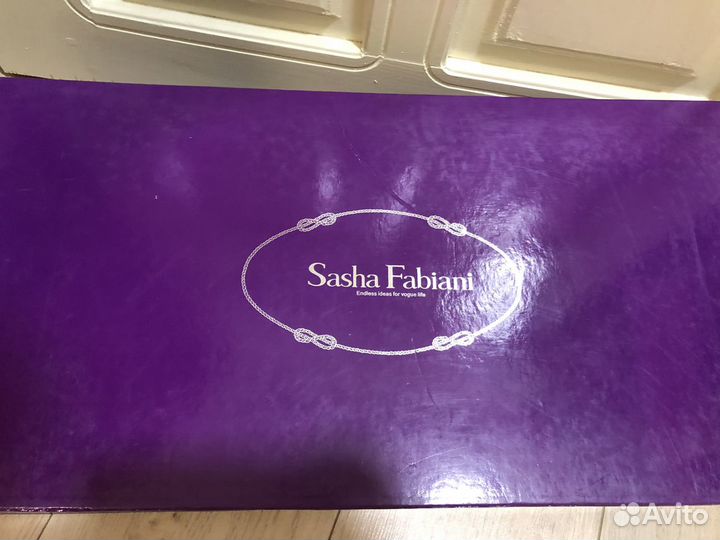 Sasha Fabiani
Endless ideas for vogue life
Avito